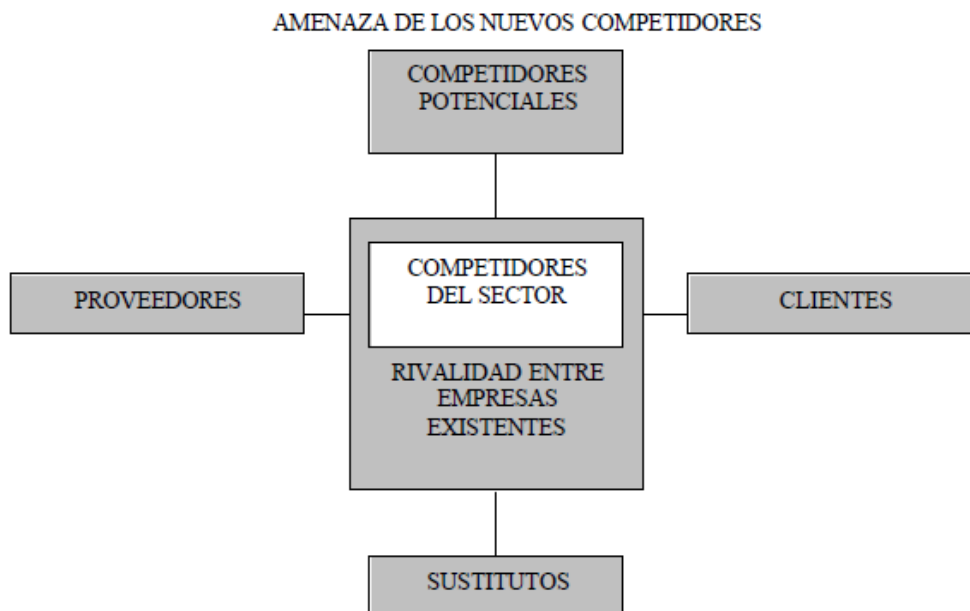 AMENAZA DE LOS NUEVOS COMPETIDORES
COMPETIDORES
POTENCIALES
PROVEEDORES
COMPETIDORES
DEL SECTOR
CLIENTES
RIVALIDAD ENTRE
EMPRESAS
EXISTENTES
SUSTITUTOS